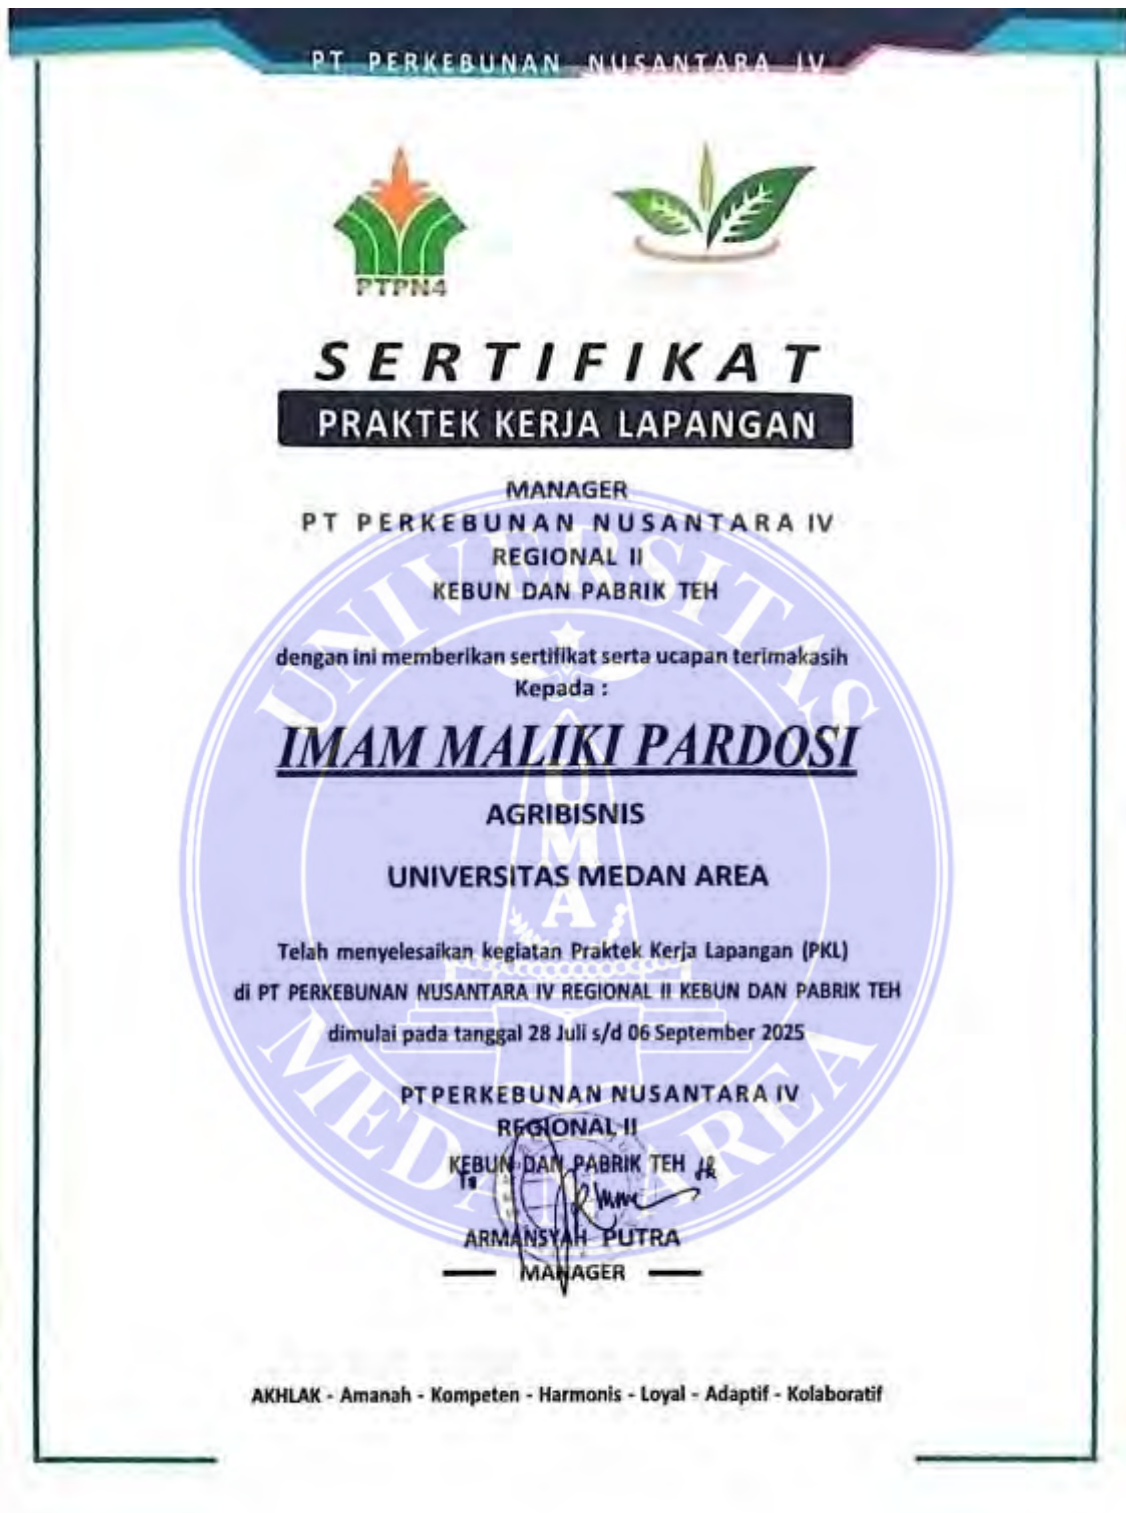 PT PERKEBUNAN NUSANTARA IV
PTPN4
SERTIFIKAT
PRAKTEK KERJA LAPANGAN
MANAGER
PT PERKEBUNAN NUSANTARA IV
REGIONAL II
KEBUN DAN PABRIK TEH
dengan ini memberikan sertifikat serta ucapan terimakasih
Kepada :
IMAM MALIKI PARDOSI
AGRIBISNIS
UNIVERSITAS MEDAN AREA
Telah menyelesaikan kegiatan Praktek Kerja Lapangan (PKL)
di PT PERKEBUNAN NUSANTARA IV REGIONAL II KEBUN DAN PABRIK TEH
dimulai pada tanggal 28 Juli s/d 06 September 2025
PT PERKEBUNAN NUSANTARA IV
REGIONAL II
KEBUN DAN PABRIK TEH
ARMANSYAH PUTRA
MANAGER
AKHLAK - Amanah - Kompeten - Harmonis - Loyal - Adaptif - Kolaboratif
UNIVERSITAS
UMA
MEDAN AREA